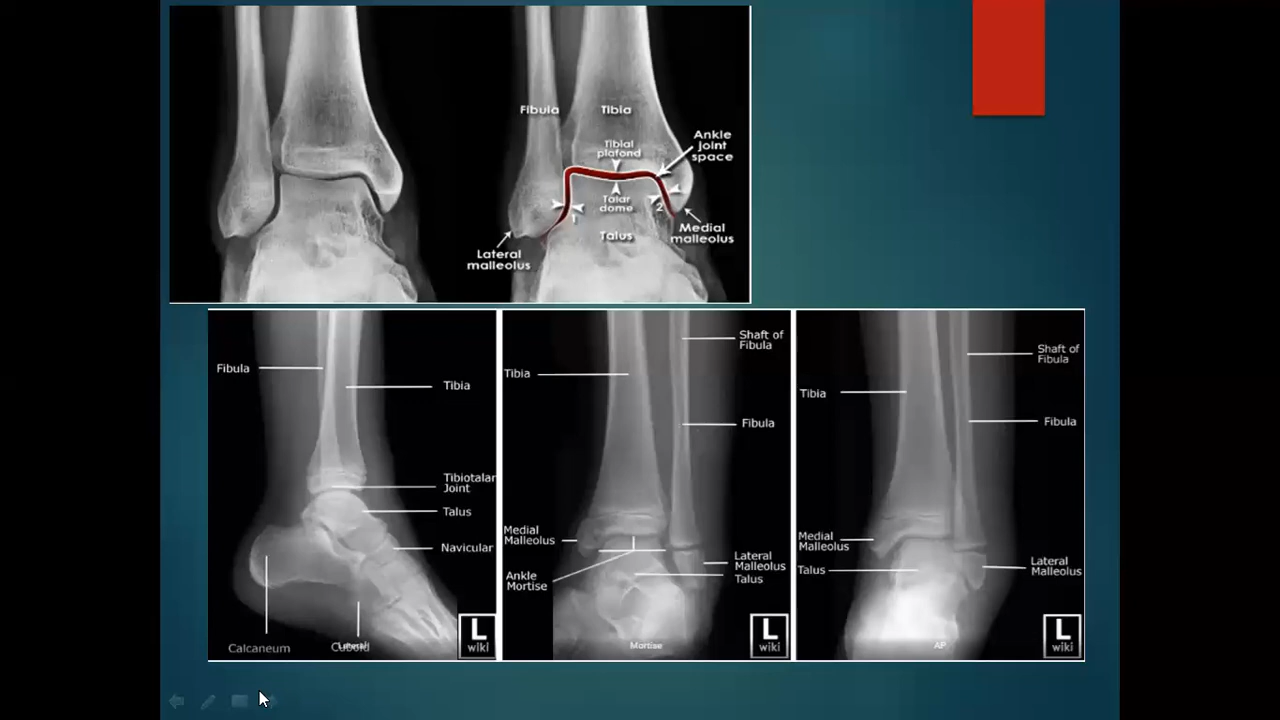 Fibula
Tibia
Tibial
plafond
Ankle
joint
space
Talar
dome
1
2
Talus
Medial
malleolus
Lateral
malleolus
Fibula
Tibia
Tibiotalar
Joint
Talus
Navicular
Calcaneum
Cuboid
Lateral
L
wiki
Shaft of
Fibula
Tibia
Fibula
Medial
Malleolus
Ankle
Mortise
Lateral
Malleolus
Talus
Mortise
L
wiki
Shaft of
Fibula
Tibia
Fibula
Medial
Malleolus
Talus
Lateral
Malleolus
AP
L
wiki